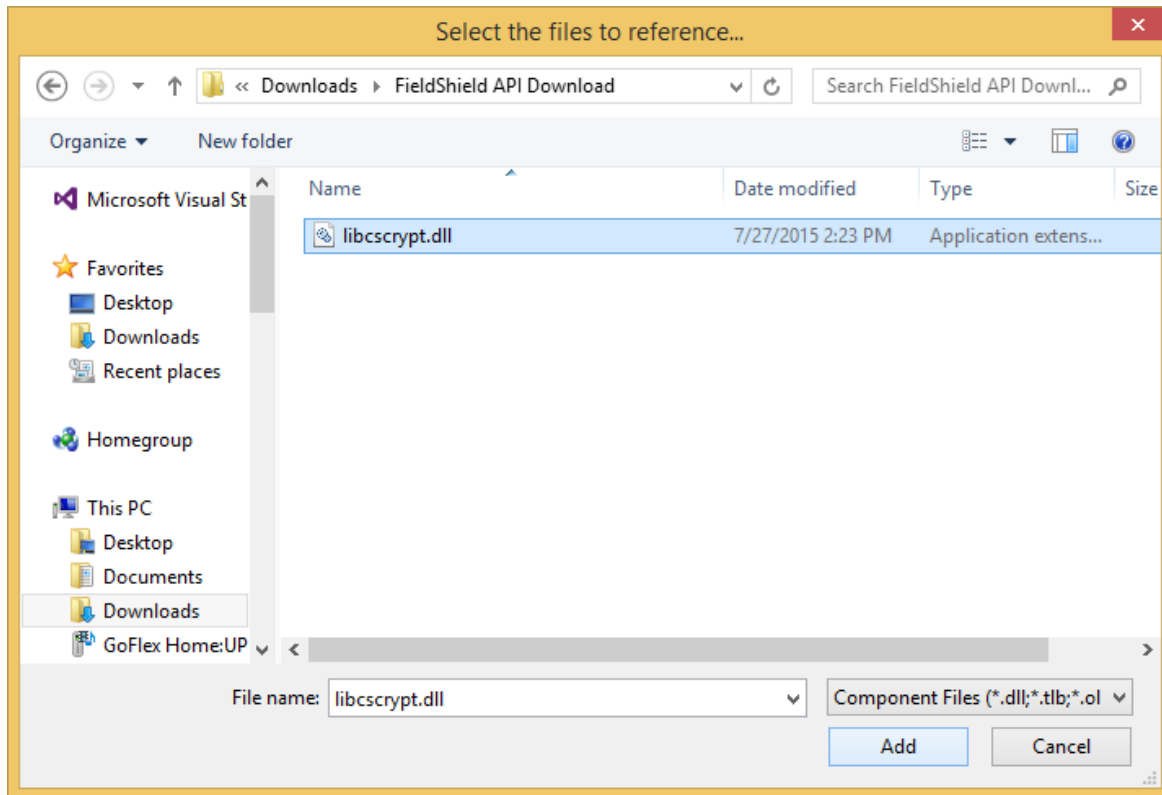 Select the files to reference...
« Downloads FieldShield API Download
Search FieldShield API Downl...
Organize New folder
Name Date modified Type Size
Microsoft Visual St
libcscrypt.dll 7/27/2015 2:23 PM Application extens...
Favorites
Desktop
Downloads
Recent places
Homegroup
This PC
Desktop
Documents
Downloads
GoFlex Home:UP
File name: libcscrypt.dll Component Files (*.dll;*.tlb;*.ol
Add Cancel